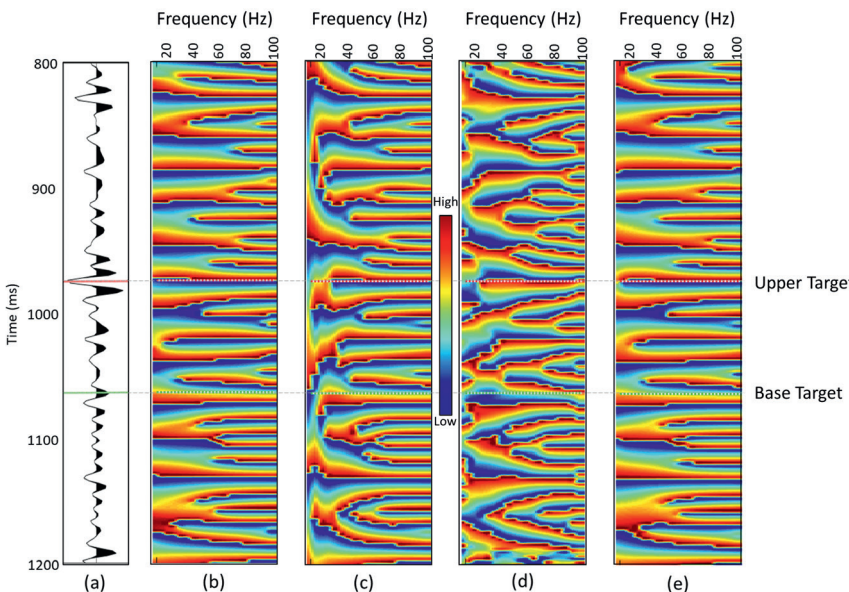 Frequency (Hz) Frequency (Hz) Frequency (Hz) Frequency (Hz)
20 40 60 80 100 20 40 60 80 100 20 40 60 80 100 20 40 60 80 100
800
900
High
Upper Targe
1000
Time (ms)
Base Target
Low
1100
1200
(a) (b) (c) (d) (e)